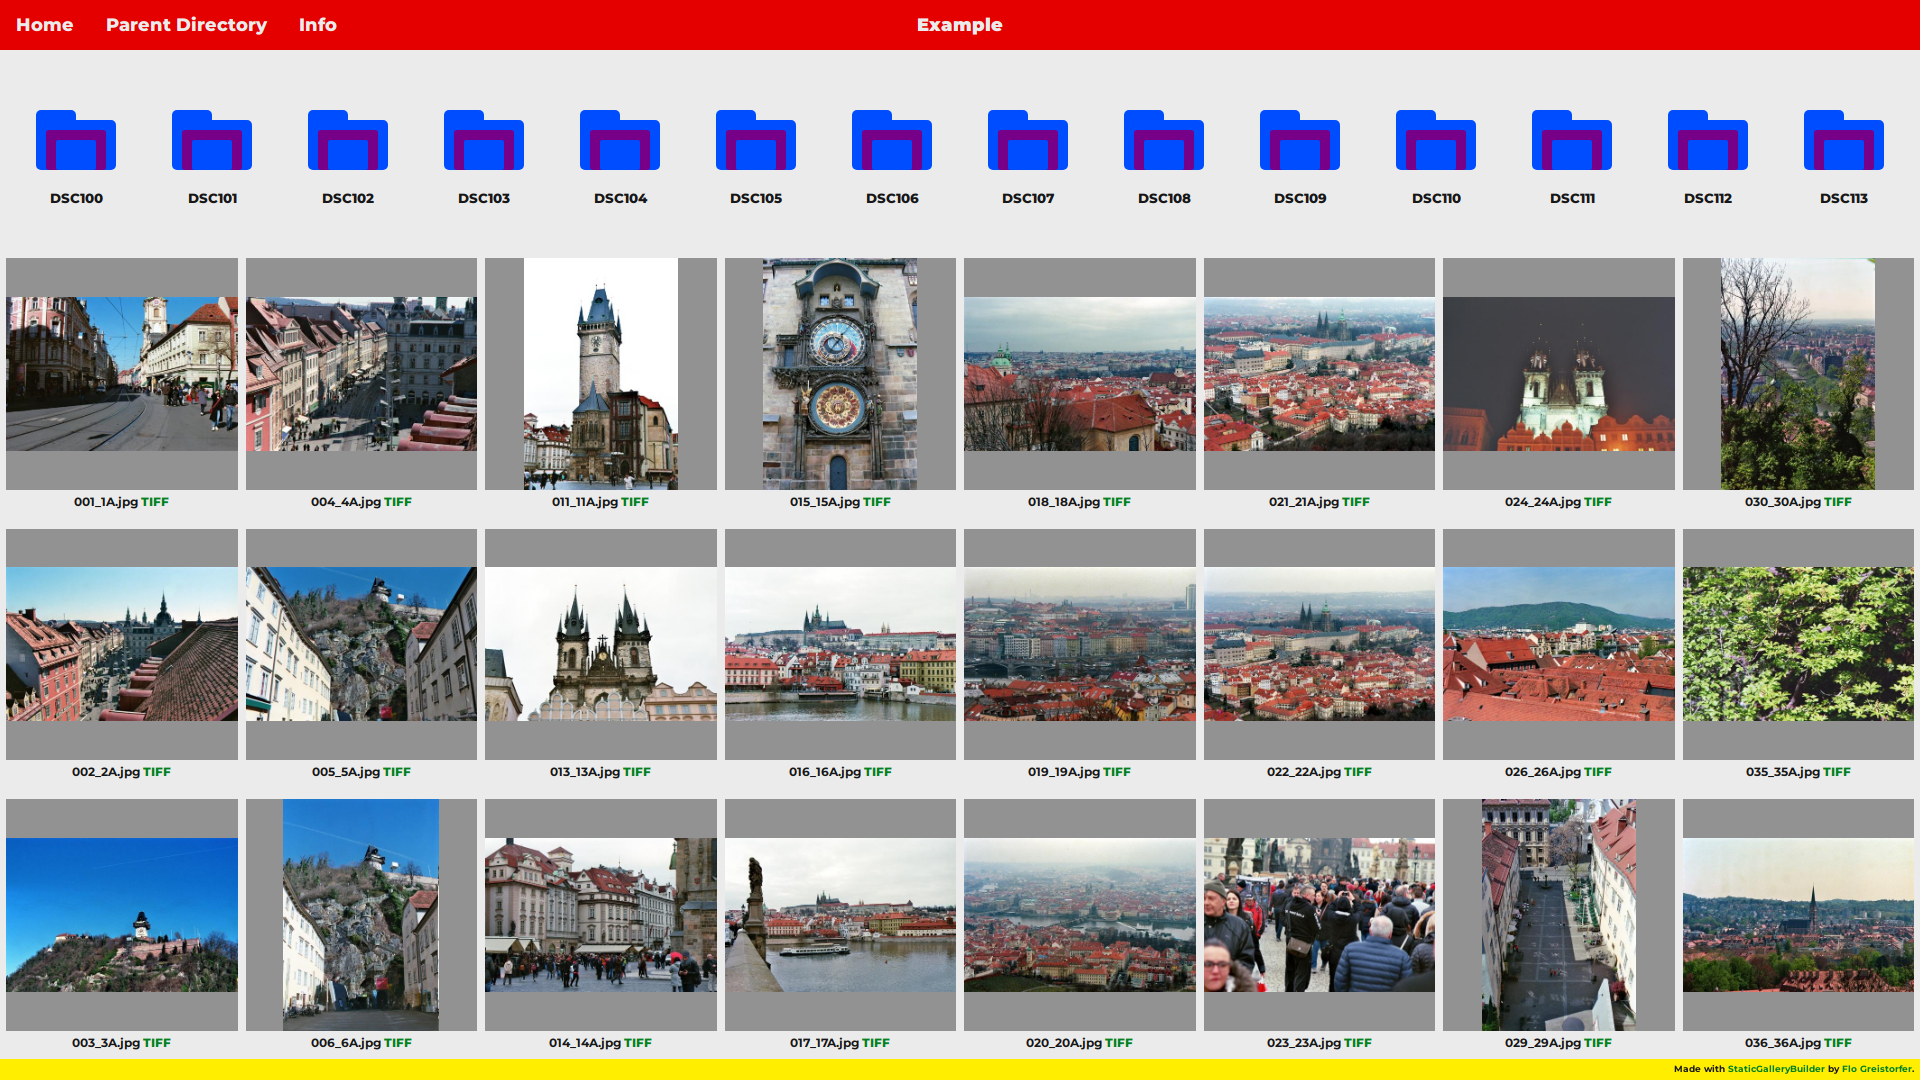 Home Parent Directory Info Example
DSC100 DSC101 DSC102 DSC103 DSC104 DSC105 DSC106 DSC107 DSC108 DSC109 DSC110 DSC111 DSC112 DSC113
001_1A.jpg TIFF 004_4A.jpg TIFF 011_11A.jpg TIFF 015_15A.jpg TIFF 018_18A.jpg TIFF 021_21A.jpg TIFF 024_24A.jpg TIFF 030_30A.jpg TIFF
002_2A.jpg TIFF 005_5A.jpg TIFF 013_13A.jpg TIFF 016_16A.jpg TIFF 019_19A.jpg TIFF 022_22A.jpg TIFF 026_26A.jpg TIFF 035_35A.jpg TIFF
003_3A.jpg TIFF 006_6A.jpg TIFF 014_14A.jpg TIFF 017_17A.jpg TIFF 020_20A.jpg TIFF 023_23A.jpg TIFF 029_29A.jpg TIFF 036_36A.jpg TIFF
Made with StaticGalleryBuilder by Flo Greistorfer.